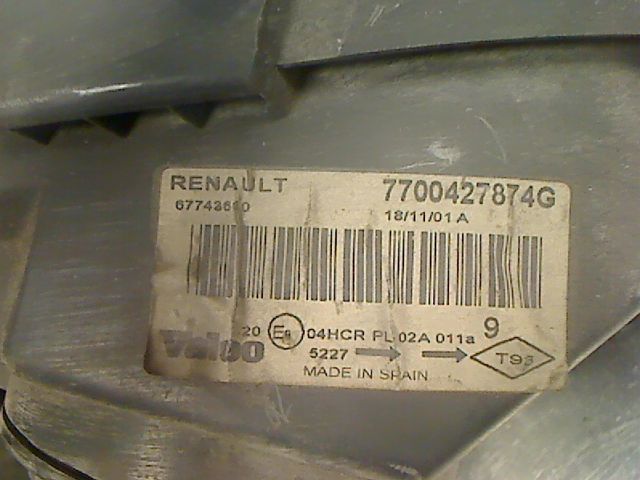 RENAULT 7700427874G
67743690 18/11/01 A
9
20 E9 04HCR PL 02A 011a
Valeo 5227 T93
MADE IN SPAIN